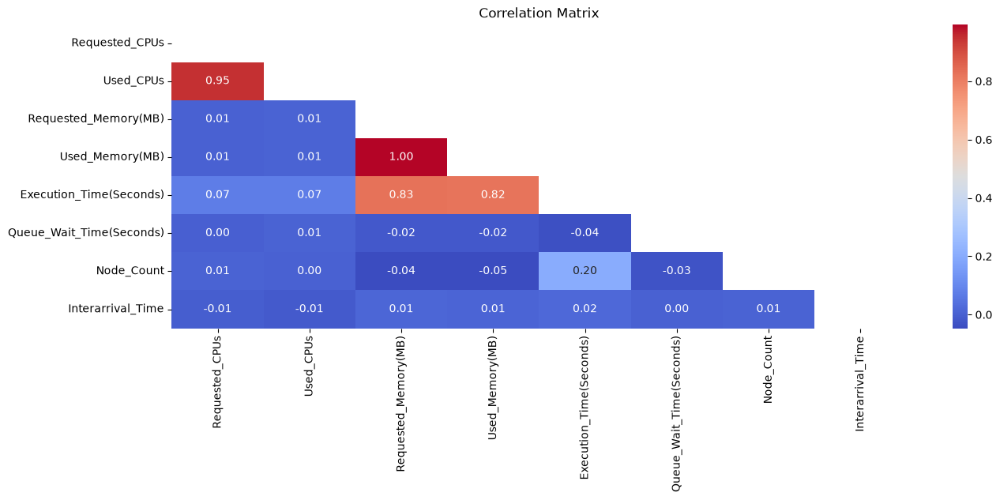 Correlation Matrix
Requested_CPUs
Used_CPUs 0.95
Requested_Memory(MB) 0.01 0.01
Used_Memory(MB) 0.01 0.01 1.00
Execution_Time(Seconds) 0.07 0.07 0.83 0.82
Queue_Wait_Time(Seconds) 0.00 0.01 -0.02 -0.02 -0.04
Node_Count 0.01 0.00 -0.04 -0.05 0.20 -0.03
Interarrival_Time -0.01 -0.01 0.01 0.01 0.02 0.00 0.01
Requested_CPUs
Used_CPUs
Requested_Memory(MB)
Used_Memory(MB)
Execution_Time(Seconds)
Queue_Wait_Time(Seconds)
Node_Count
Interarrival_Time
0.8
0.6
0.4
0.2
0.0